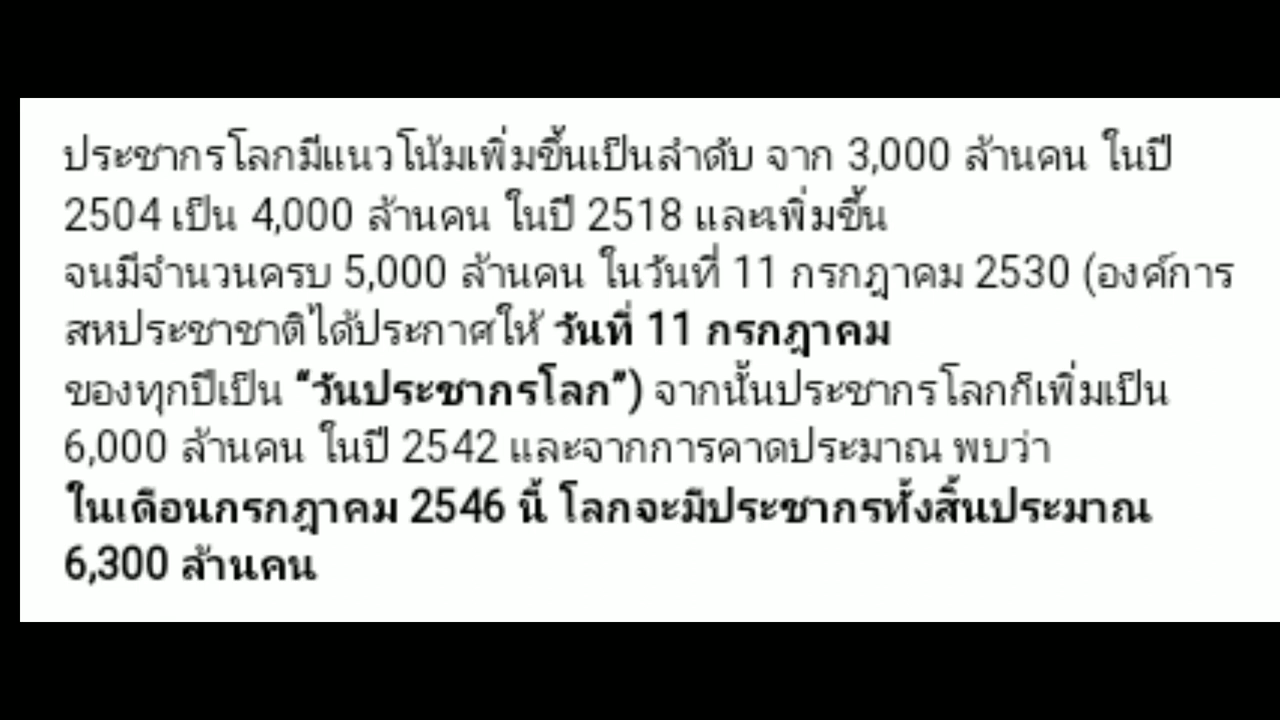 ประชากรโลกมีแนวโน้มเพิ่มขึ้นเป็นลำดับ จาก 3,000 ล้านคน ในปี
2504 เป็น 4,000 ล้านคน ในปี 2518 และเพิ่มขึ้น
จนมีจำนวนครบ 5,000 ล้านคน ในวันที่ 11 กรกฎาคม 2530 (องค์การ
สหประชาชาติได้ประกาศให้ วันที่ 11 กรกฎาคม
ของทุกปีเป็น “วันประชากรโลก”) จากนั้นประชากรโลกก็เพิ่มเป็น
6,000 ล้านคน ในปี 2542 และจากการคาดประมาณ พบว่า
ในเดือนกรกฎาคม 2546 นี้ โลกจะมีประชากรทั้งสิ้นประมาณ
6,300 ล้านคน